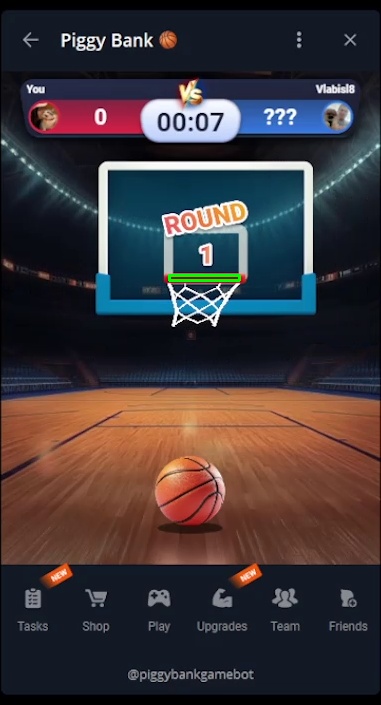 Piggy Bank 🏀
You
VS
Vlabisl8
0
00:07
???
ROUND
1
NEW
NEW
Tasks
Shop
Play
Upgrades
Team
Friends
@piggybankgamebot